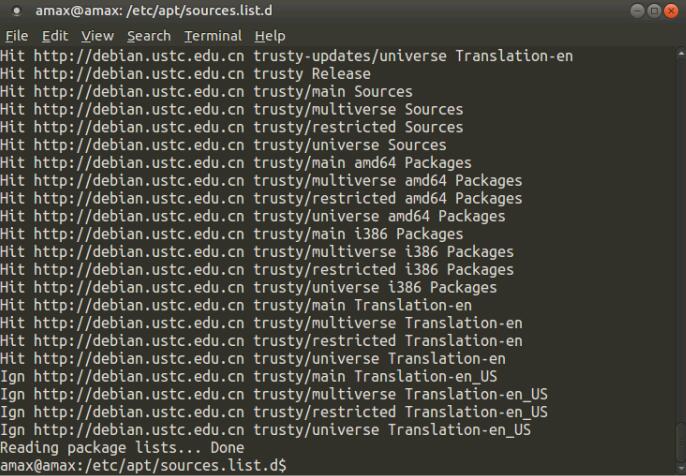 amax@amax: /etc/apt/sources.list.d
File Edit View Search Terminal Help
Hit http://debian.ustc.edu.cn trusty-updates/universe Translation-en
Hit http://debian.ustc.edu.cn trusty Release
Hit http://debian.ustc.edu.cn trusty/main Sources
Hit http://debian.ustc.edu.cn trusty/multiverse Sources
Hit http://debian.ustc.edu.cn trusty/restricted Sources
Hit http://debian.ustc.edu.cn trusty/universe Sources
Hit http://debian.ustc.edu.cn trusty/main amd64 Packages
Hit http://debian.ustc.edu.cn trusty/multiverse amd64 Packages
Hit http://debian.ustc.edu.cn trusty/restricted amd64 Packages
Hit http://debian.ustc.edu.cn trusty/universe amd64 Packages
Hit http://debian.ustc.edu.cn trusty/main i386 Packages
Hit http://debian.ustc.edu.cn trusty/multiverse i386 Packages
Hit http://debian.ustc.edu.cn trusty/restricted i386 Packages
Hit http://debian.ustc.edu.cn trusty/universe i386 Packages
Hit http://debian.ustc.edu.cn trusty/main Translation-en
Hit http://debian.ustc.edu.cn trusty/multiverse Translation-en
Hit http://debian.ustc.edu.cn trusty/restricted Translation-en
Hit http://debian.ustc.edu.cn trusty/universe Translation-en
Ign http://debian.ustc.edu.cn trusty/main Translation-en_US
Ign http://debian.ustc.edu.cn trusty/multiverse Translation-en_US
Ign http://debian.ustc.edu.cn trusty/restricted Translation-en_US
Ign http://debian.ustc.edu.cn trusty/universe Translation-en_US
Reading package lists... Done
amax@amax:/etc/apt/sources.list.d$